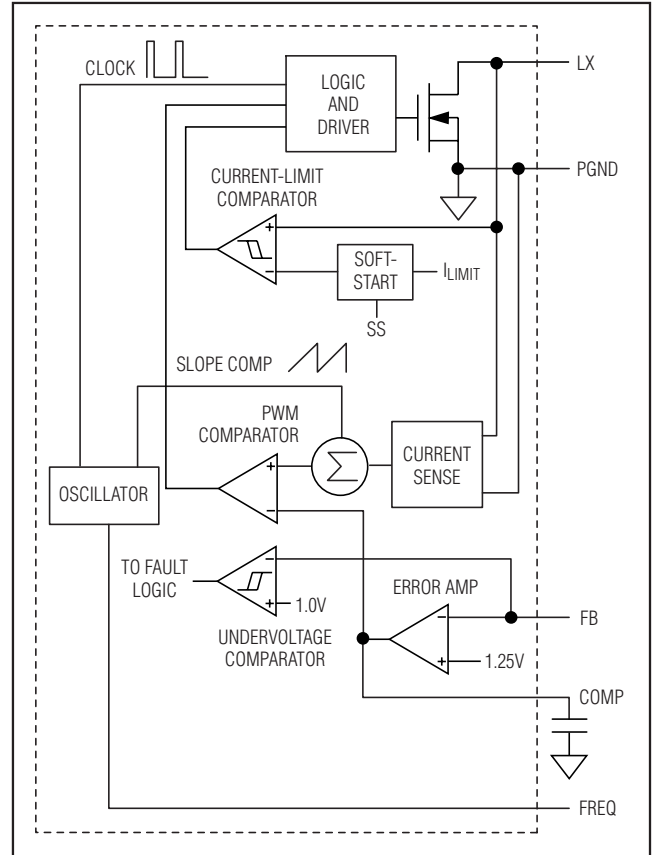 CLOCK
LOGIC
AND
DRIVER
LX
PGND
CURRENT-LIMIT
COMPARATOR
+
−
SOFT-
START
ILIMIT
SS
SLOPE COMP
PWM
COMPARATOR
+
−
Σ
CURRENT
SENSE
OSCILLATOR
TO FAULT
LOGIC
−
+
1.0V
UNDERVOLTAGE
COMPARATOR
ERROR AMP
−
+
1.25V
FB
COMP
FREQ